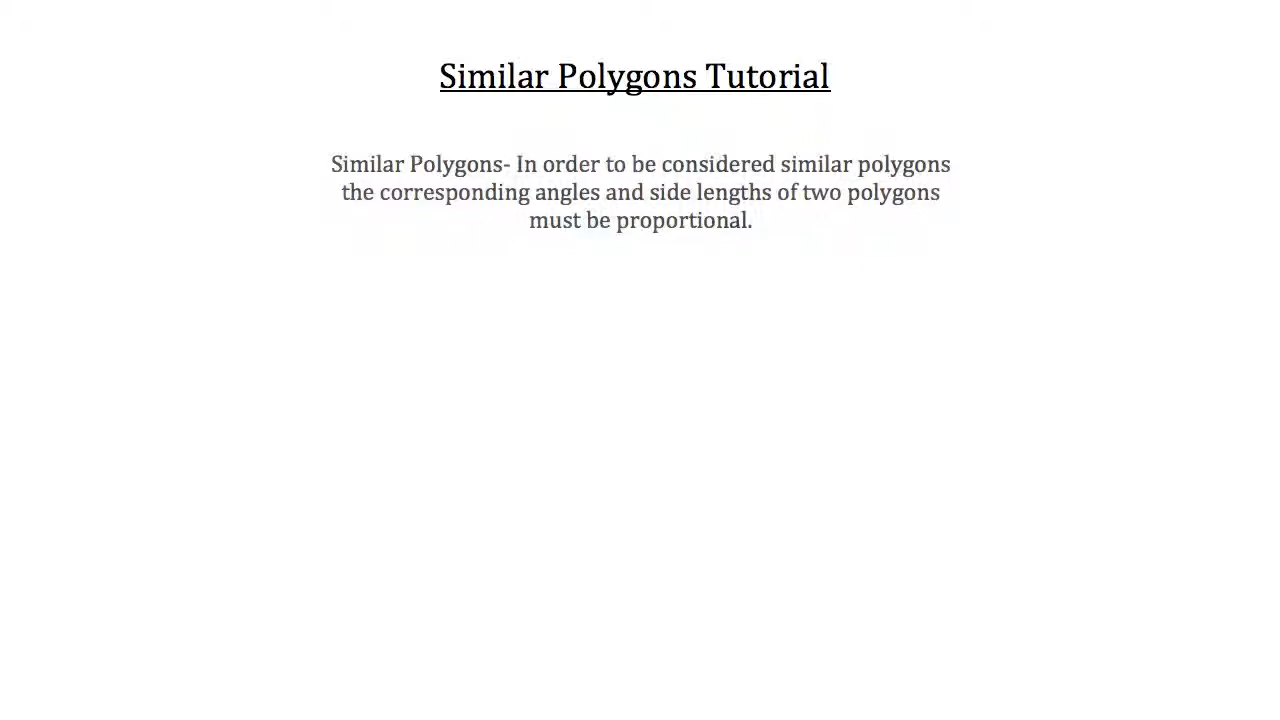 Similar Polygons Tutorial
Similar Polygons- In order to be considered similar polygons
the corresponding angles and side lengths of two polygons
must be proportional.